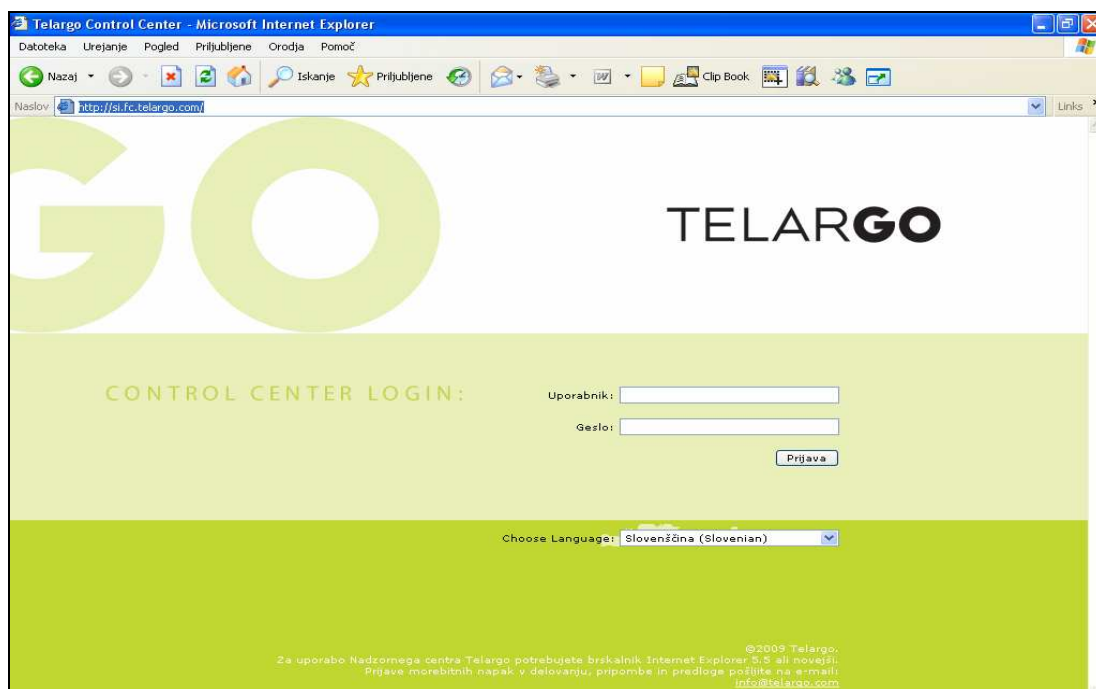 Telargo Control Center - Microsoft Internet Explorer
Datoteka Urejanje Pogled Priljubljene Orodja Pomoč
Nazaj Iskanje Priljubljene W Clip Book
Naslov http://si.fc.telargo.com/ Links
GO
TELARGO
CONTROL CENTER LOGIN:
Uporabnik:
Geslo:
Prijava
Choose Language: Slovenščina (Slovenian)
©2009 Telargo.
Za uporabo Nadzornega centra Telargo potrebujete brskalnik Internet Explorer 5.5 ali novejši.
Prijave morebitnih napak v delovanju, pripombe in predloge pošljite na e-mail:
info@telargo.com